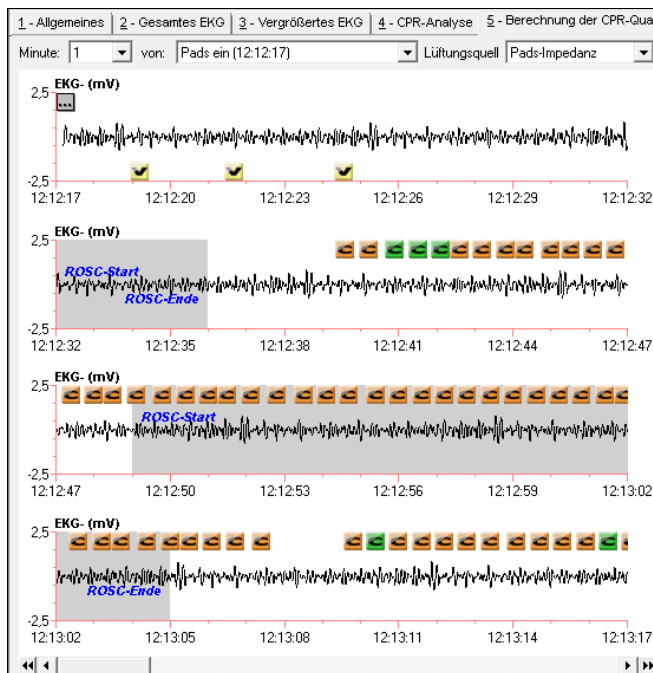 1 - Allgemeines 2 - Gesamtes EKG 3 - Vergrößertes EKG 4 - CPR-Analyse 5 - Berechnung der CPR-Qua
Minute: 1 von: Pads ein (12:12:17) Lüftungsquell Pads-Impedanz
EKG- (mV)
2,5
...
-2,5
12:12:17 12:12:20 12:12:23 12:12:26 12:12:29 12:12:32
EKG- (mV)
2,5
ROSC-Start
ROSC-Ende
-2,5
12:12:32 12:12:35 12:12:38 12:12:41 12:12:44 12:12:47
EKG- (mV)
2,5
ROSC-Start
-2,5
12:12:47 12:12:50 12:12:53 12:12:56 12:12:59 12:13:02
EKG- (mV)
2,5
ROSC-Ende
-2,5
12:13:02 12:13:05 12:13:08 12:13:11 12:13:14 12:13:17